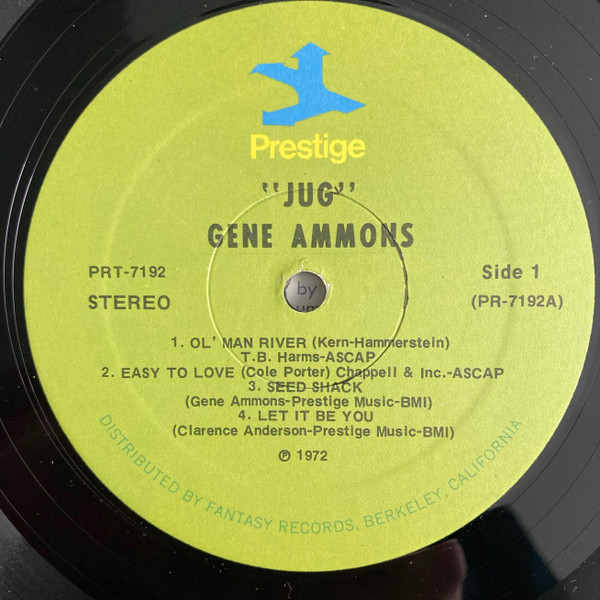 Prestige
"JUG"
GENE AMMONS
PRT-7192
STEREO
Side 1
(PR-7192A)
by
1. OL' MAN RIVER (Kern-Hammerstein)
T.B. Harms-ASCAP
2. EASY TO LOVE (Cole Porter) Chappell & Inc.-ASCAP
3. SEED SHACK
(Gene Ammons-Prestige Music-BMI)
4. LET IT BE YOU
(Clarence Anderson-Prestige Music-BMI)
℗ 1972
DISTRIBUTED BY FANTASY RECORDS, BERKELEY, CALIFORNIA